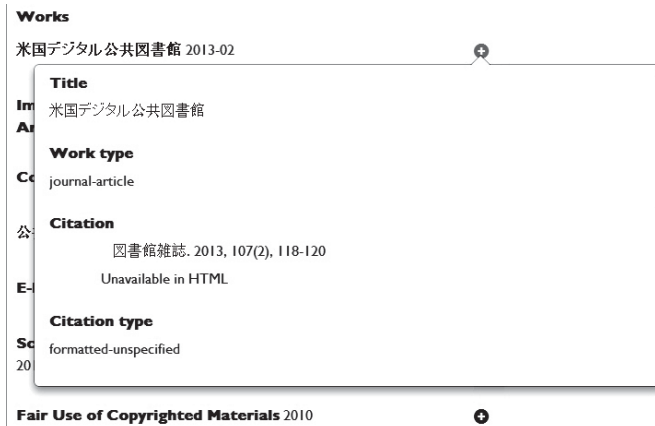 Works
米国デジタル公共図書館 2013-02
Title
米国デジタル公共図書館
Work type
journal-article
Citation
図書館雑誌. 2013, 107(2), 118-120
Unavailable in HTML
Citation type
formatted-unspecified
Fair Use of Copyrighted Materials 2010